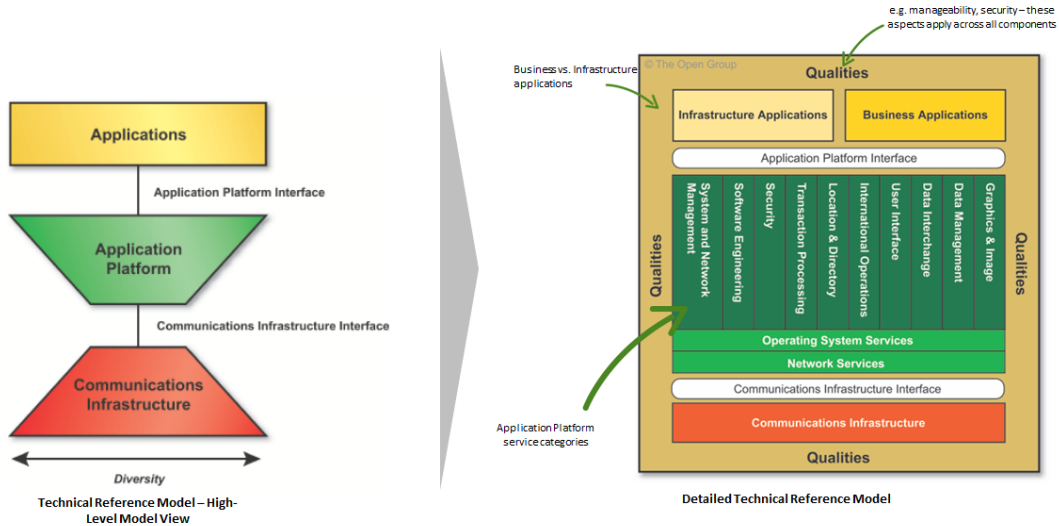 Applications
Application Platform Interface
Application
Platform
Communications Infrastructure Interface
Communications
Infrastructure
Diversity
Technical Reference Model – High-
Level Model View
e.g. manageability, security – these
aspects apply across all components
Business vs. Infrastructure
applications
© The Open Group
Qualities
Infrastructure Applications
Business Applications
Application Platform Interface
Qualities
System and Network
Management
Software Engineering
Security
Transaction Processing
Location & Directory
International Operations
User Interface
Data Interchange
Data Management
Graphics & Image
Qualities
Operating System Services
Network Services
Communications Infrastructure Interface
Communications Infrastructure
Qualities
Application Platform
service categories
Detailed Technical Reference Model